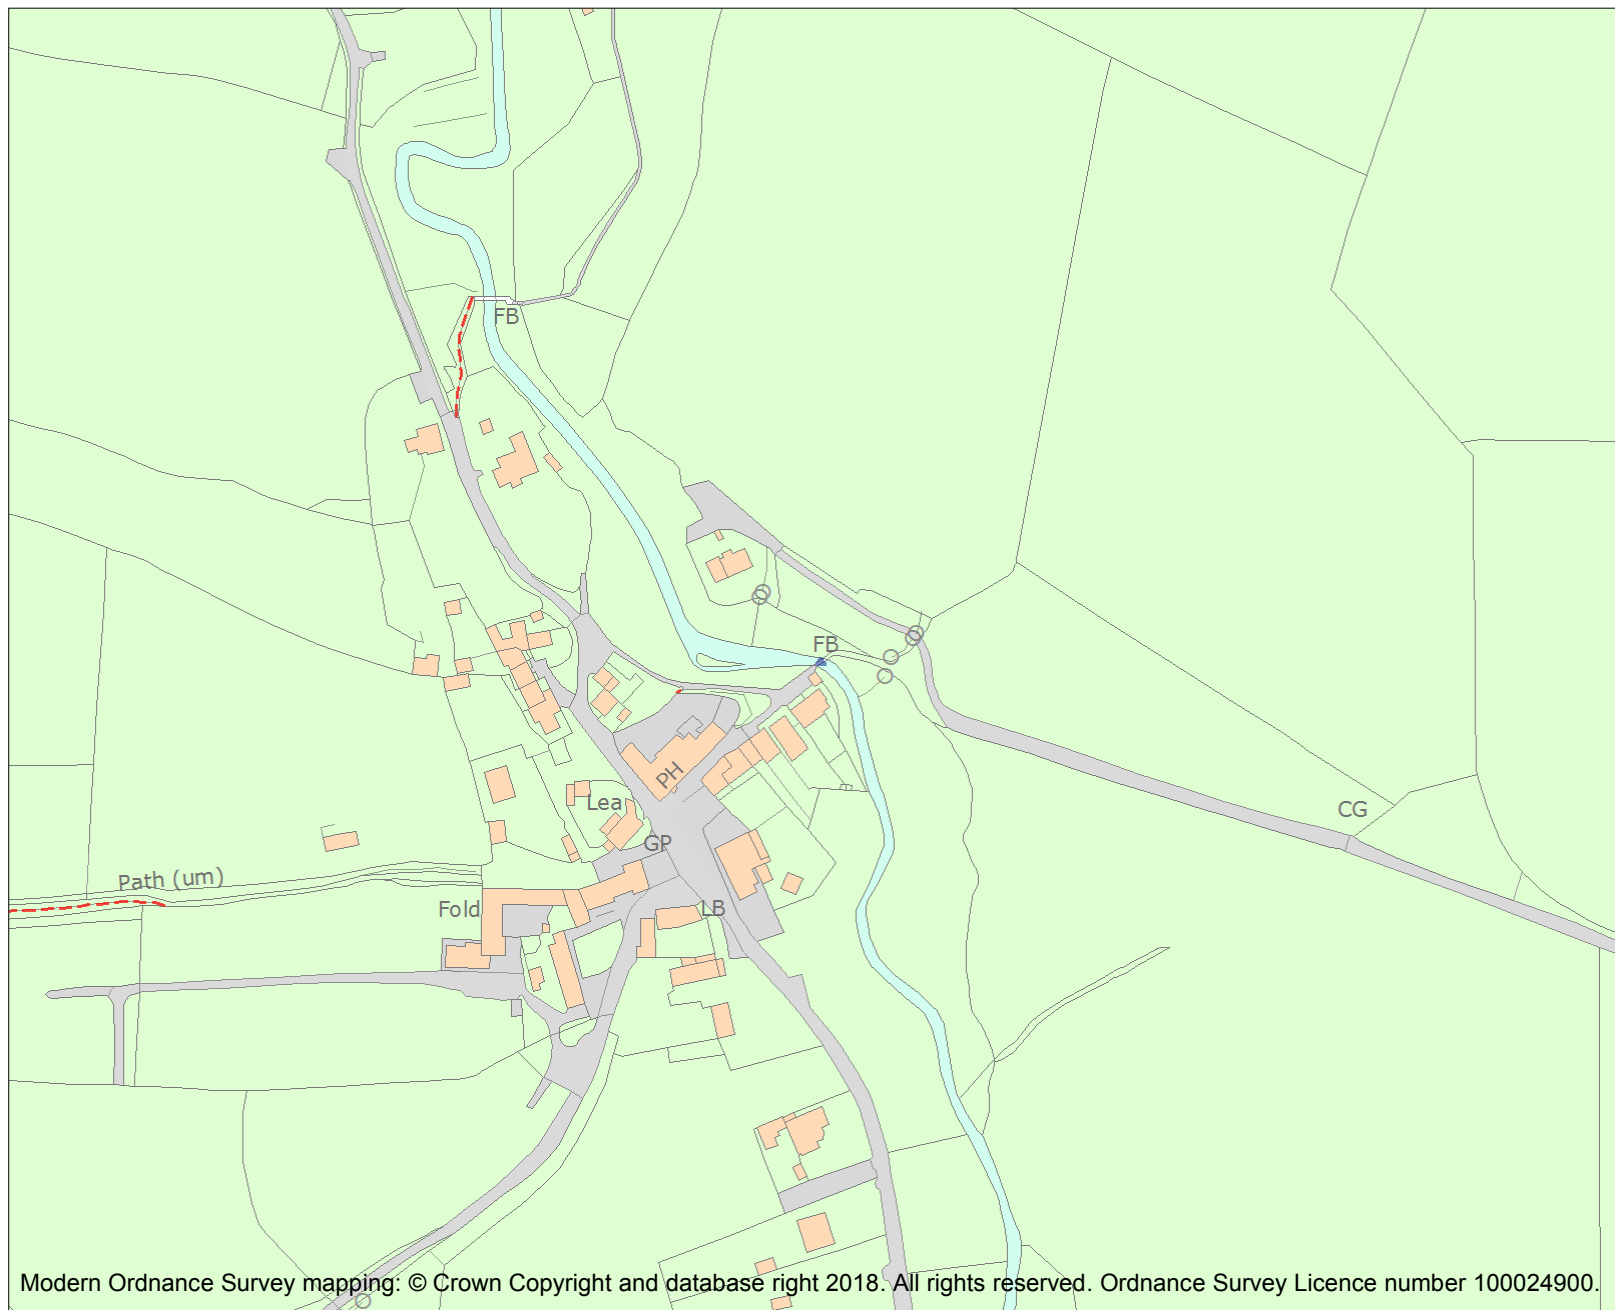 FB
FB
PH
Lea
CG
GP
Path (um)
Fold
LB
Modern Ordnance Survey mapping: © Crown Copyright and database right 2018. All rights reserved. Ordnance Survey Licence number 100024900.